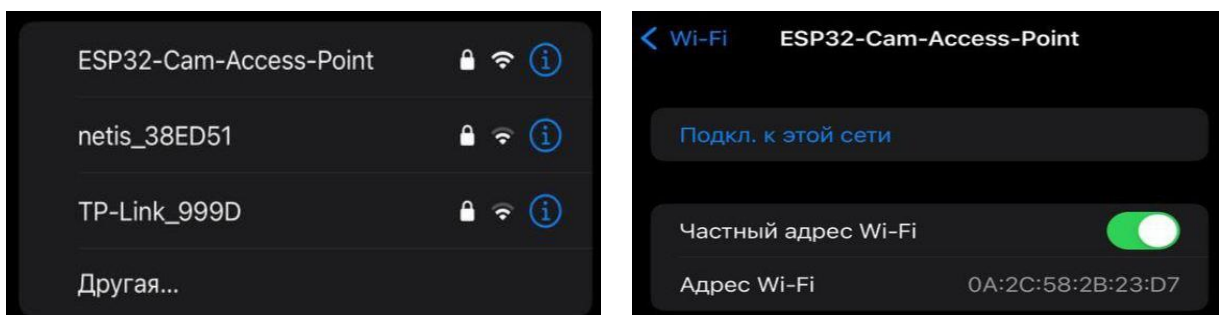 ESP32-Cam-Access-Point
netis_38ED51
TP-Link_999D
Другая...
Wi-Fi ESP32-Cam-Access-Point
Подкл. к этой сети
Частный адрес Wi-Fi
Адрес Wi-Fi 0A:2C:58:2B:23:D7